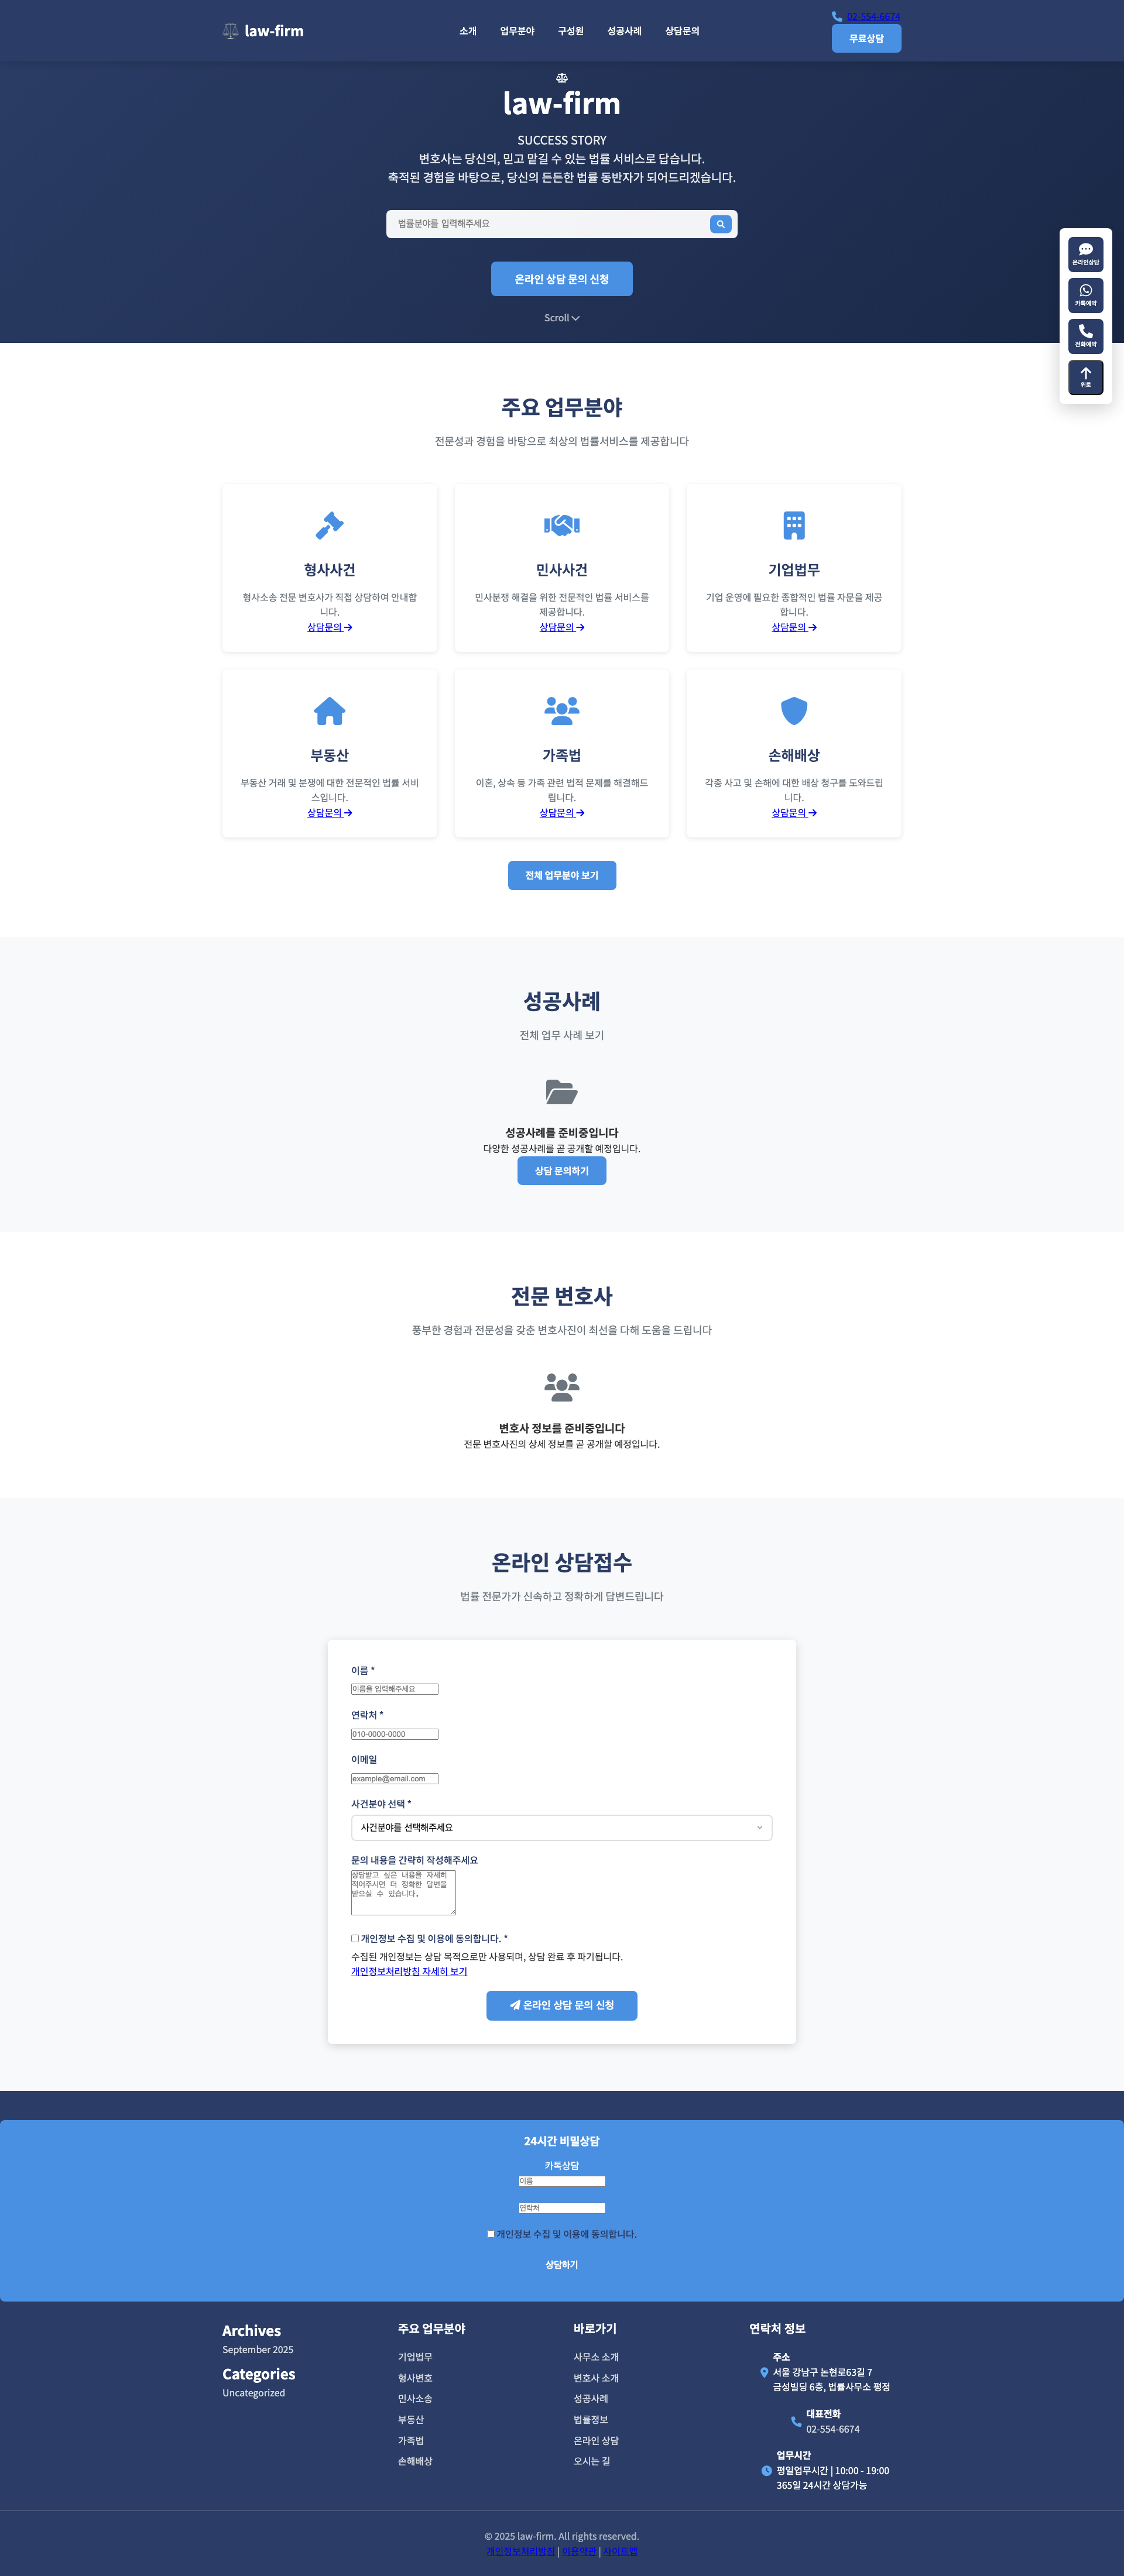 law-firm
소개 업무분야 구성원 성공사례 상담문의
02-554-6674
무료상담
law-firm
SUCCESS STORY
변호사는 당신의, 믿고 맡길 수 있는 법률 서비스로 답습니다.
축적된 경험을 바탕으로, 당신의 든든한 법률 동반자가 되어드리겠습니다.
법률분야를 입력해주세요
온라인 상담 문의 신청
Scroll
온라인상담
카톡예약
전화예약
위로
주요 업무분야
전문성과 경험을 바탕으로 최상의 법률서비스를 제공합니다
형사사건
형사소송 전문 변호사가 직접 상담하여 안내합
니다.
상담문의
민사사건
민사분쟁 해결을 위한 전문적인 법률 서비스를
제공합니다.
상담문의
기업법무
기업 운영에 필요한 종합적인 법률 자문을 제공
합니다.
상담문의
부동산
부동산 거래 및 분쟁에 대한 전문적인 법률 서비
스입니다.
상담문의
가족법
이혼, 상속 등 가족 관련 법적 문제를 해결해드
립니다.
상담문의
손해배상
각종 사고 및 손해에 대한 배상 청구를 도와드립
니다.
상담문의
전체 업무분야 보기
성공사례
전체 업무 사례 보기
성공사례를 준비중입니다
다양한 성공사례를 곧 공개할 예정입니다.
상담 문의하기
전문 변호사
풍부한 경험과 전문성을 갖춘 변호사진이 최선을 다해 도움을 드립니다
변호사 정보를 준비중입니다
전문 변호사진의 상세 정보를 곧 공개할 예정입니다.
온라인 상담접수
법률 전문가가 신속하고 정확하게 답변드립니다
이름 *
이름을 입력해주세요
연락처 *
010-0000-0000
이메일
example@email.com
사건분야 선택 *
사건분야를 선택해주세요
문의 내용을 간략히 작성해주세요
상담받고 싶은 내용을 자세히
적어주시면 더 정확한 답변을
받으실 수 있습니다.
개인정보 수집 및 이용에 동의합니다. *
수집된 개인정보는 상담 목적으로만 사용되며, 상담 완료 후 파기됩니다.
개인정보처리방침 자세히 보기
온라인 상담 문의 신청
24시간 비밀상담
카톡상담
이름
연락처
개인정보 수집 및 이용에 동의합니다.
상담하기
Archives
September 2025
Categories
Uncategorized
주요 업무분야
기업법무
형사변호
민사소송
부동산
가족법
손해배상
바로가기
사무소 소개
변호사 소개
성공사례
법률정보
온라인 상담
오시는 길
연락처 정보
주소
서울 강남구 논현로63길 7
금성빌딩 6층, 법률사무소 평정
대표전화
02-554-6674
업무시간
평일업무시간 | 10:00 - 19:00
365일 24시간 상담가능
© 2025 law-firm. All rights reserved.
개인정보처리방침 | 이용약관 | 사이트맵